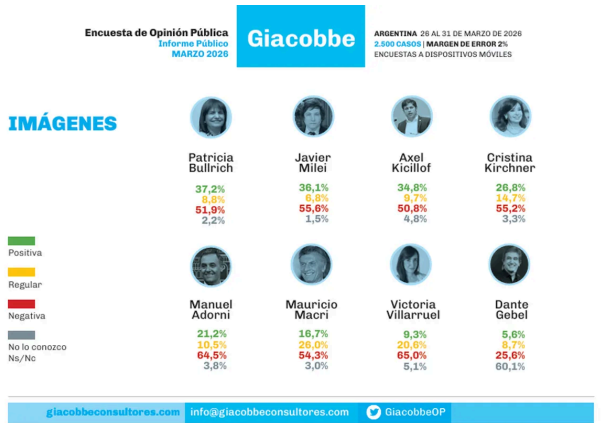 Encuesta de Opinión Pública
Informe Público
MARZO 2026
Giacobbe
ARGENTINA 26 AL 31 DE MARZO DE 2026
2.500 CASOS | MARGEN DE ERROR 2%
ENCUESTAS A DISPOSITIVOS MÓVILES
IMÁGENES
Patricia
Bullrich
37,2%
8,8%
51,9%
2,2%
Javier
Milei
36,1%
6,8%
55,6%
1,5%
Axel
Kicillof
34,8%
9,7%
50,8%
4,8%
Cristina
Kirchner
26,8%
14,7%
55,2%
3,3%
Positiva
Regular
Negativa
No lo conozco
Ns/Nc
Manuel
Adorni
21,2%
10,5%
64,5%
3,8%
Mauricio
Macri
16,7%
26,0%
54,3%
3,0%
Victoria
Villarruel
9,3%
20,6%
65,0%
5,1%
Dante
Gebel
5,6%
8,7%
25,6%
60,1%
giacobbeconsultores.com
info@giacobbeconsultores.com
GiacobbeOP